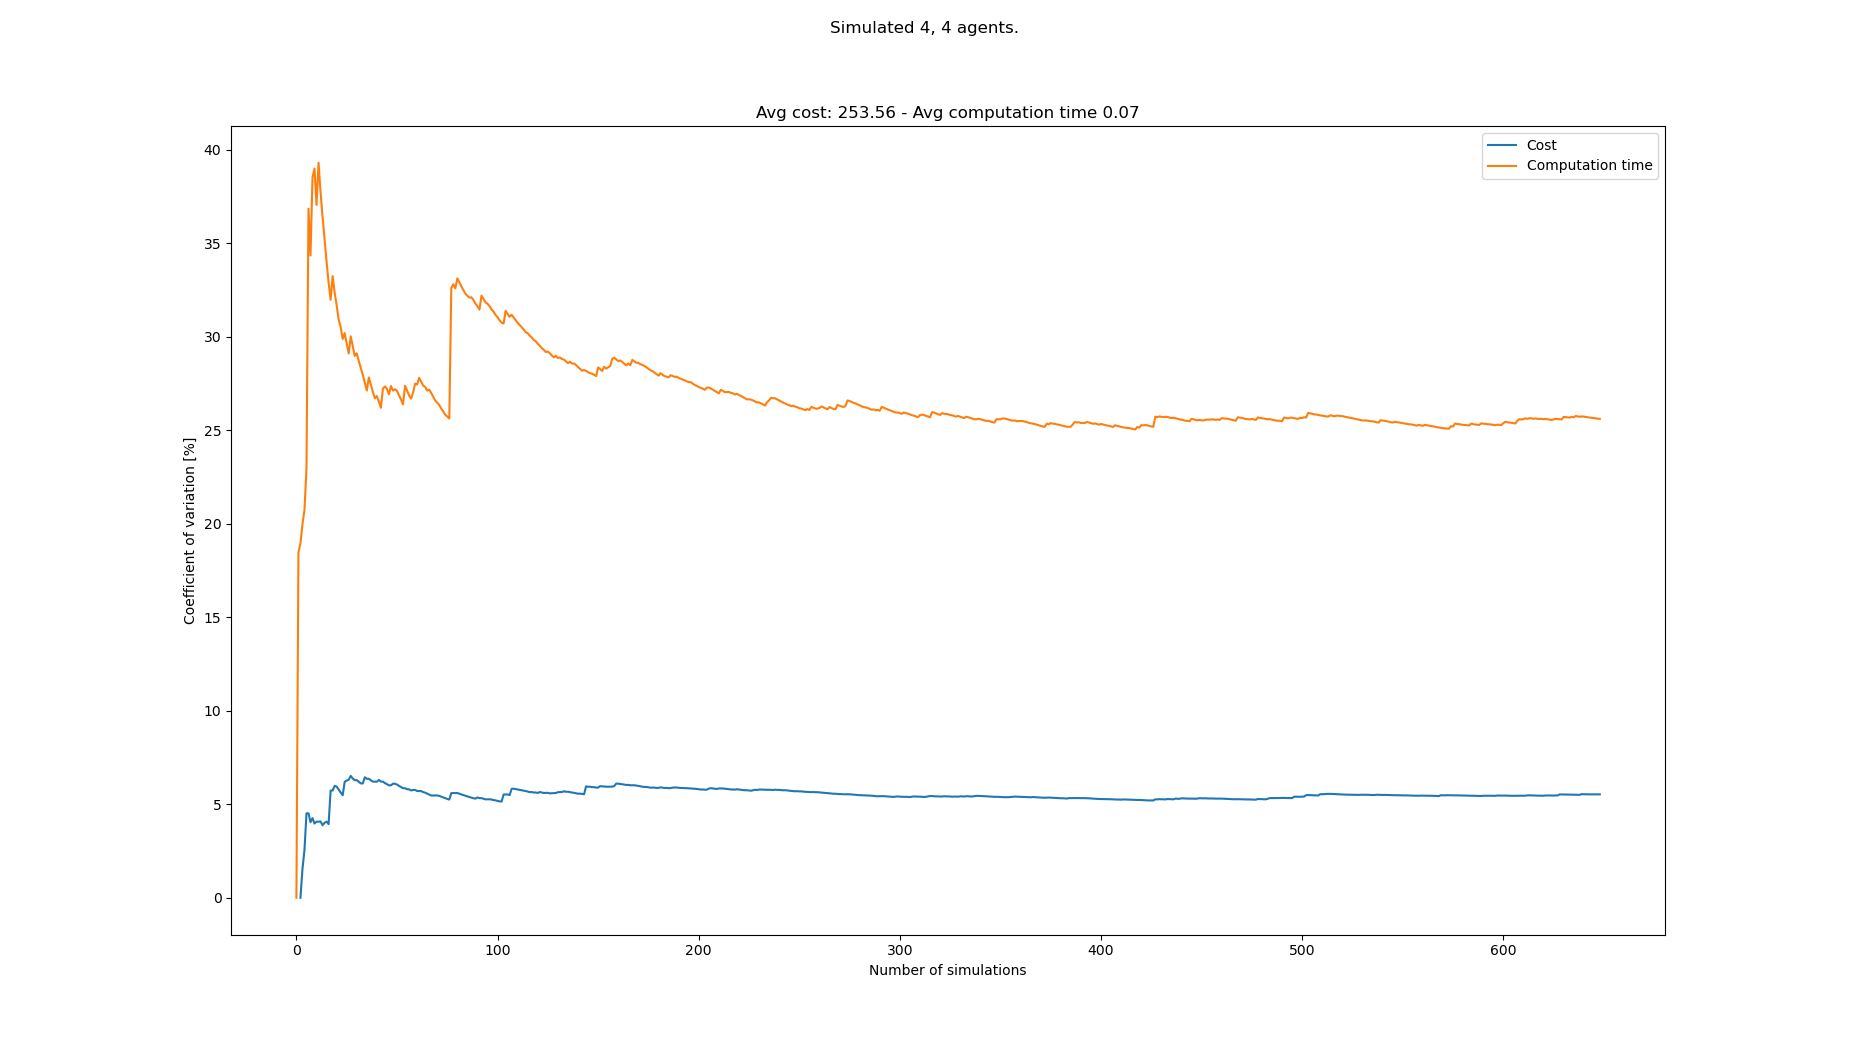 Simulated 4, 4 agents.
Avg cost: 253.56 - Avg computation time 0.07
Cost
Computation time
Coefficient of variation [%]
40
35
30
25
20
15
10
5
0
0 100 200 300 400 500 600
Number of simulations